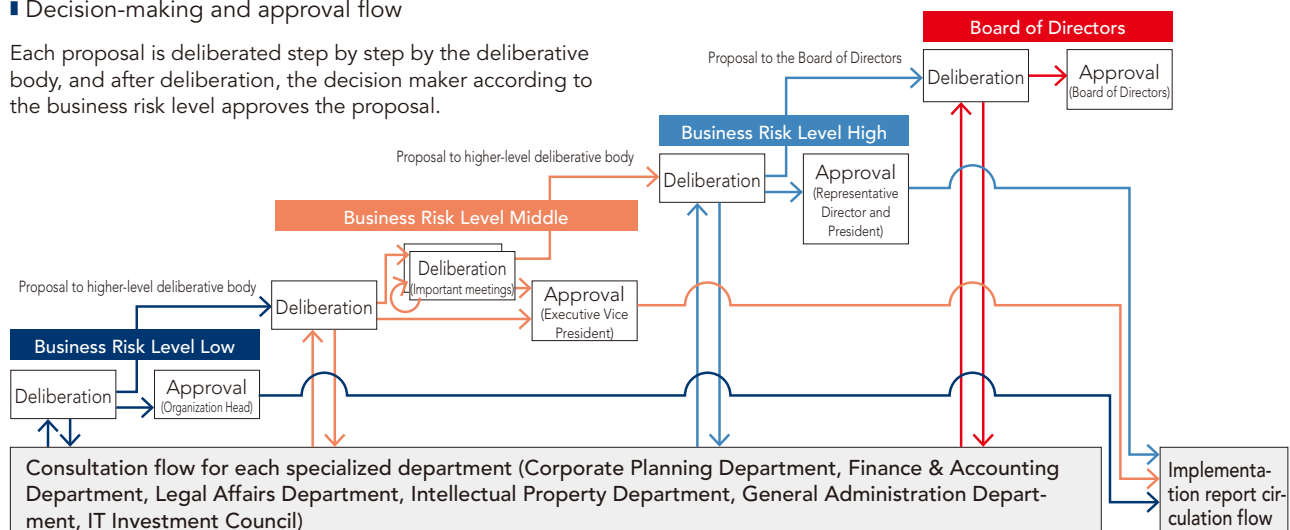 Decision-making and approval flow
Each proposal is deliberated step by step by the deliberative
body, and after deliberation, the decision maker according to
the business risk level approves the proposal.
Board of Directors
Proposal to the Board of Directors
Deliberation
Approval
(Board of Directors)
Business Risk Level High
Proposal to higher-level deliberative body
Deliberation
Approval
(Representative
Director and
President)
Business Risk Level Middle
Proposal to higher-level deliberative body
Deliberation
Deliberation
(Important meetings)
Approval
(Executive Vice
President)
Business Risk Level Low
Deliberation
Approval
(Organization Head)
Consultation flow for each specialized department (Corporate Planning Department, Finance & Accounting
Department, Legal Affairs Department, Intellectual Property Department, General Administration Depart-
ment, IT Investment Council)
Implementa-
tion report cir-
culation flow